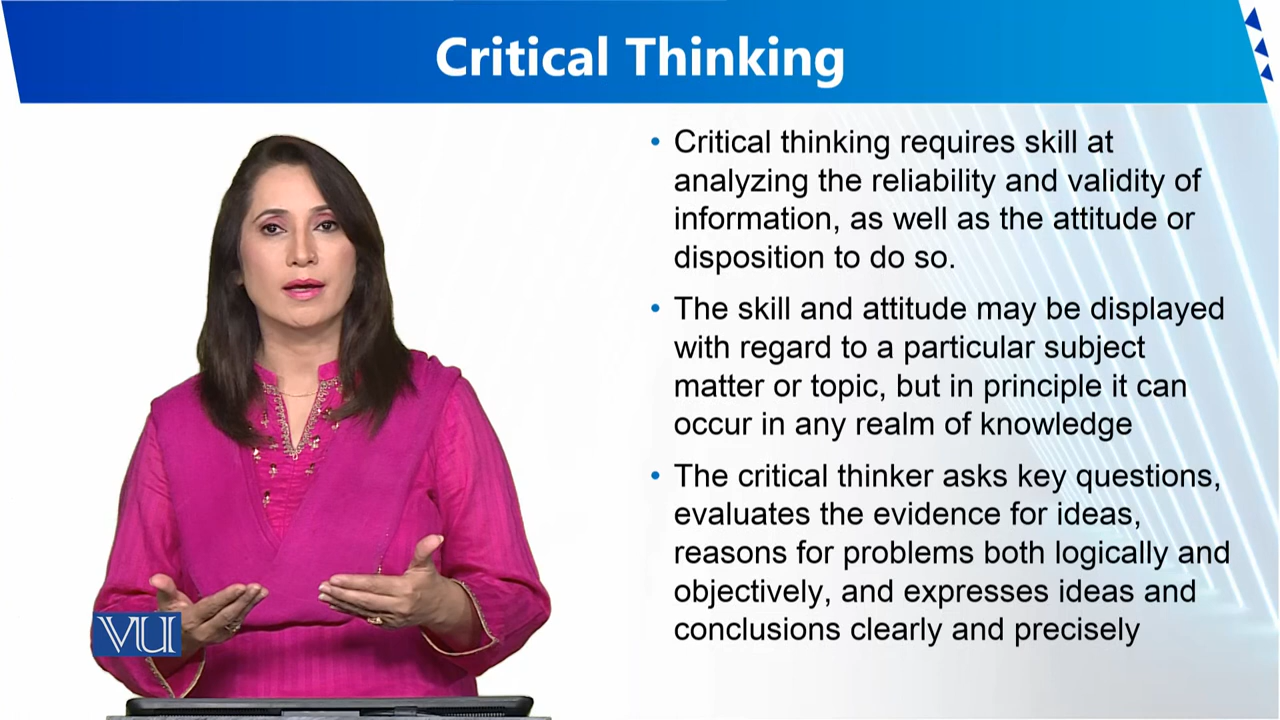 Critical Thinking
• Critical thinking requires skill at
analyzing the reliability and validity of
information, as well as the attitude or
disposition to do so.
• The skill and attitude may be displayed
with regard to a particular subject
matter or topic, but in principle it can
occur in any realm of knowledge
• The critical thinker asks key questions,
evaluates the evidence for ideas,
reasons for problems both logically and
objectively, and expresses ideas and
conclusions clearly and precisely
VU